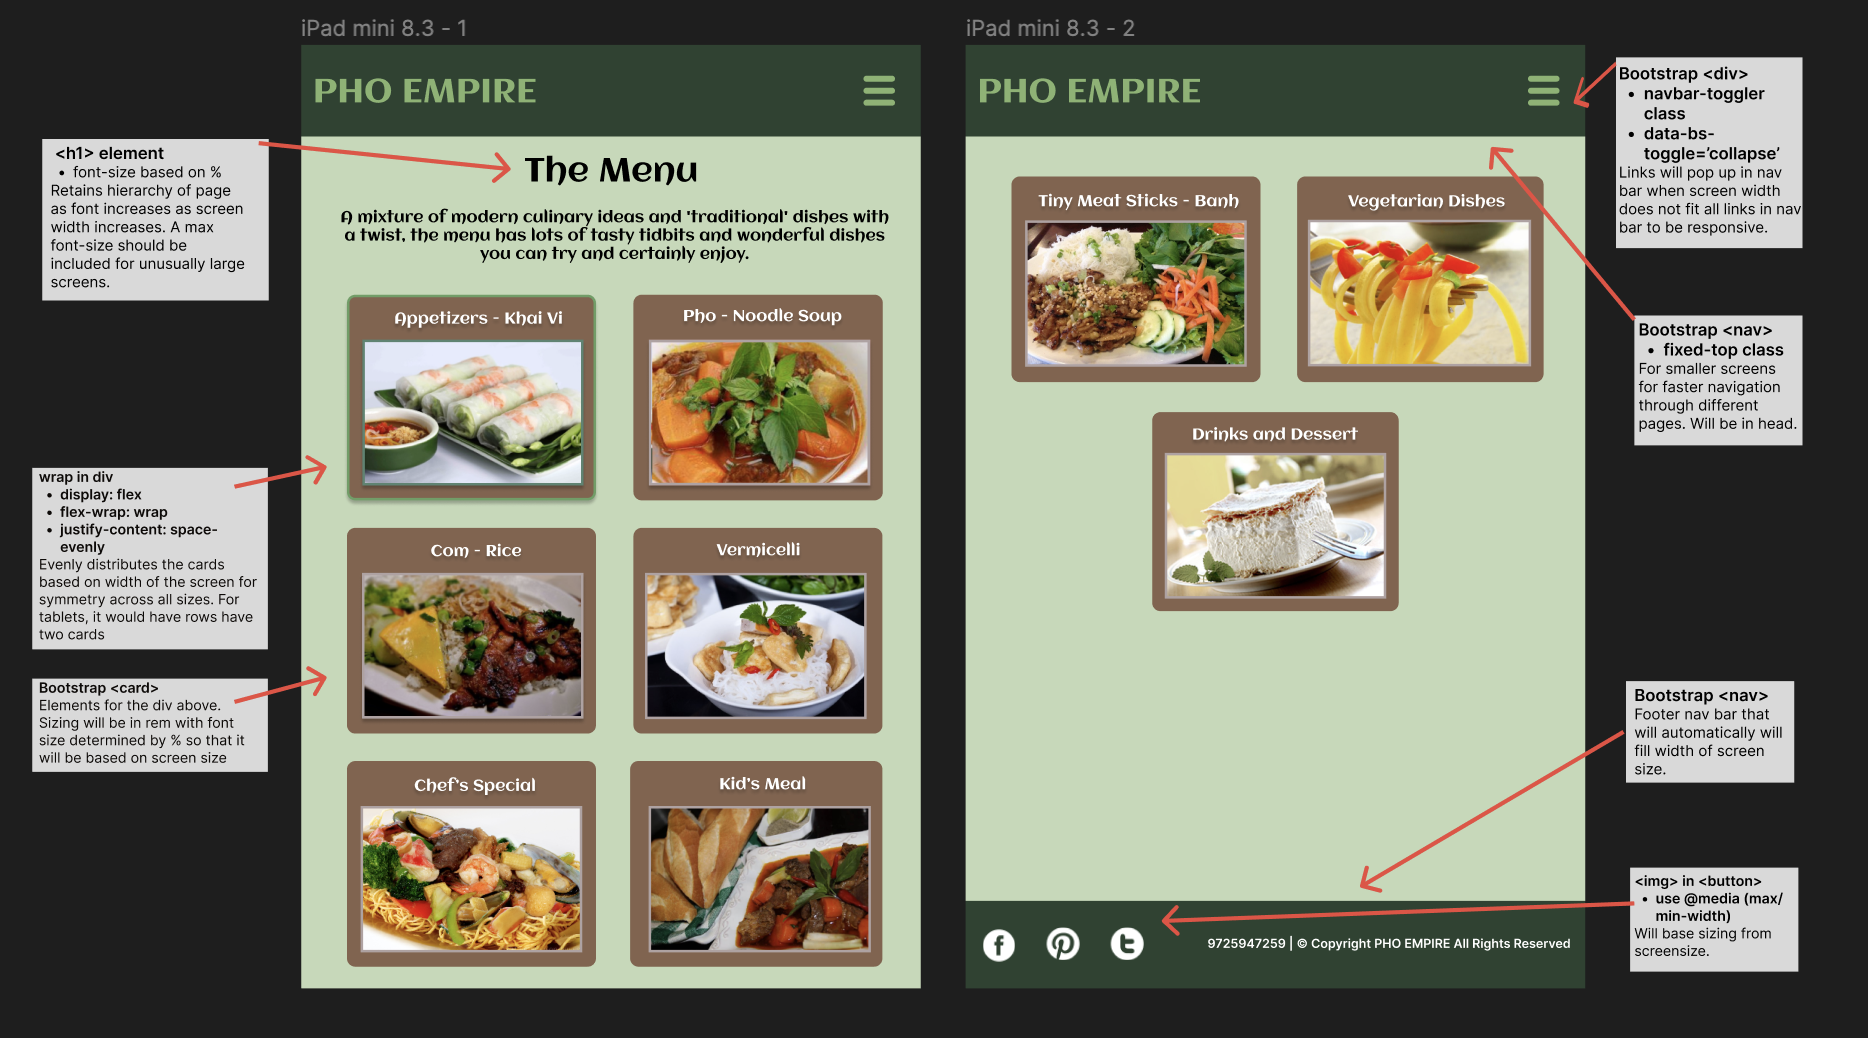 iPad mini 8.3 - 1
PHO EMPIRE
The Menu
A mixture of modern culinary ideas and 'traditional' dishes with
a twist, the menu has lots of tasty tidbits and wonderful dishes
you can try and certainly enjoy.
Appetizers - Khai Vi
Pho - Noodle Soup
Com - Rice
Vermicelli
Chef's Special
Kid's Meal
<h1> element
• font-size based on %
Retains hierarchy of page
as font increases as screen
width increases. A max
font-size should be
included for unusually large
screens.
wrap in div
• display: flex
• flex-wrap: wrap
• justify-content: space-
evenly
Evenly distributes the cards
based on width of the screen for
symmetry across all sizes. For
tablets, it would have rows have
two cards
Bootstrap <card>
Elements for the div above.
Sizing will be in rem with font
size determined by % so that it
will be based on screen size
iPad mini 8.3 - 2
PHO EMPIRE
Tiny Meat Sticks - Banh
Vegetarian Dishes
Drinks and Dessert
9725947259 | © Copyright PHO EMPIRE All Rights Reserved
Bootstrap <div>
• navbar-toggler
class
• data-bs-
toggle='collapse'
Links will pop up in nav
bar when screen width
does not fit all links in nav
bar to be responsive.
Bootstrap <nav>
• fixed-top class
For smaller screens
for faster navigation
through different
pages. Will be in head.
Bootstrap <nav>
Footer nav bar that
will automatically will
fill width of screen
size.
<img> in <button>
• use @media (max/
min-width)
Will base sizing from
screensize.